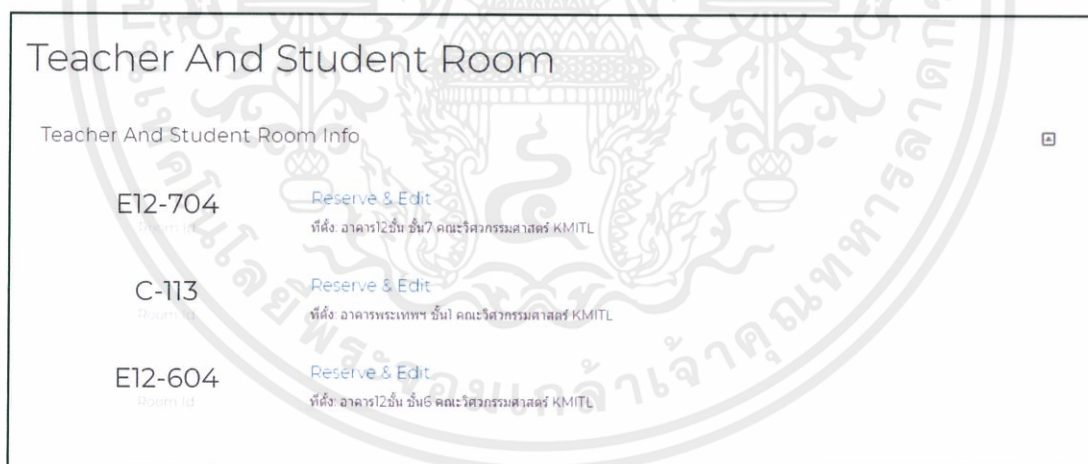 Teacher And Student Room
Teacher And Student Room Info
E12-704
Room Id
Reserve & Edit
ที่ตั้ง: อาคาร12ชั้น ชั้น7 คณะวิศวกรรมศาสตร์ KMITL
C-113
Room Id
Reserve & Edit
ที่ตั้ง: อาคารพระเทพฯ ชั้น1 คณะวิศวกรรมศาสตร์ KMITL
E12-604
Room Id
Reserve & Edit
ที่ตั้ง: อาคาร12ชั้น ชั้น6 คณะวิศวกรรมศาสตร์ KMITL